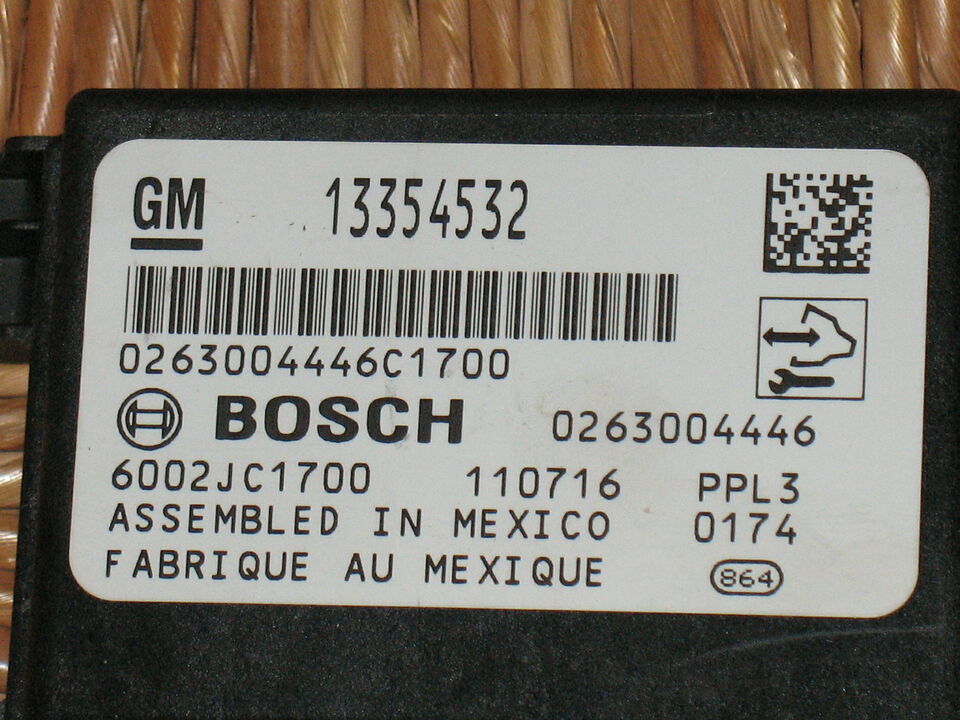 GM 13354532
0263004446C1700
BOSCH 0263004446
6002JC1700 110716 PPL3
ASSEMBLED IN MEXICO 0174
FABRIQUE AU MEXIQUE 864